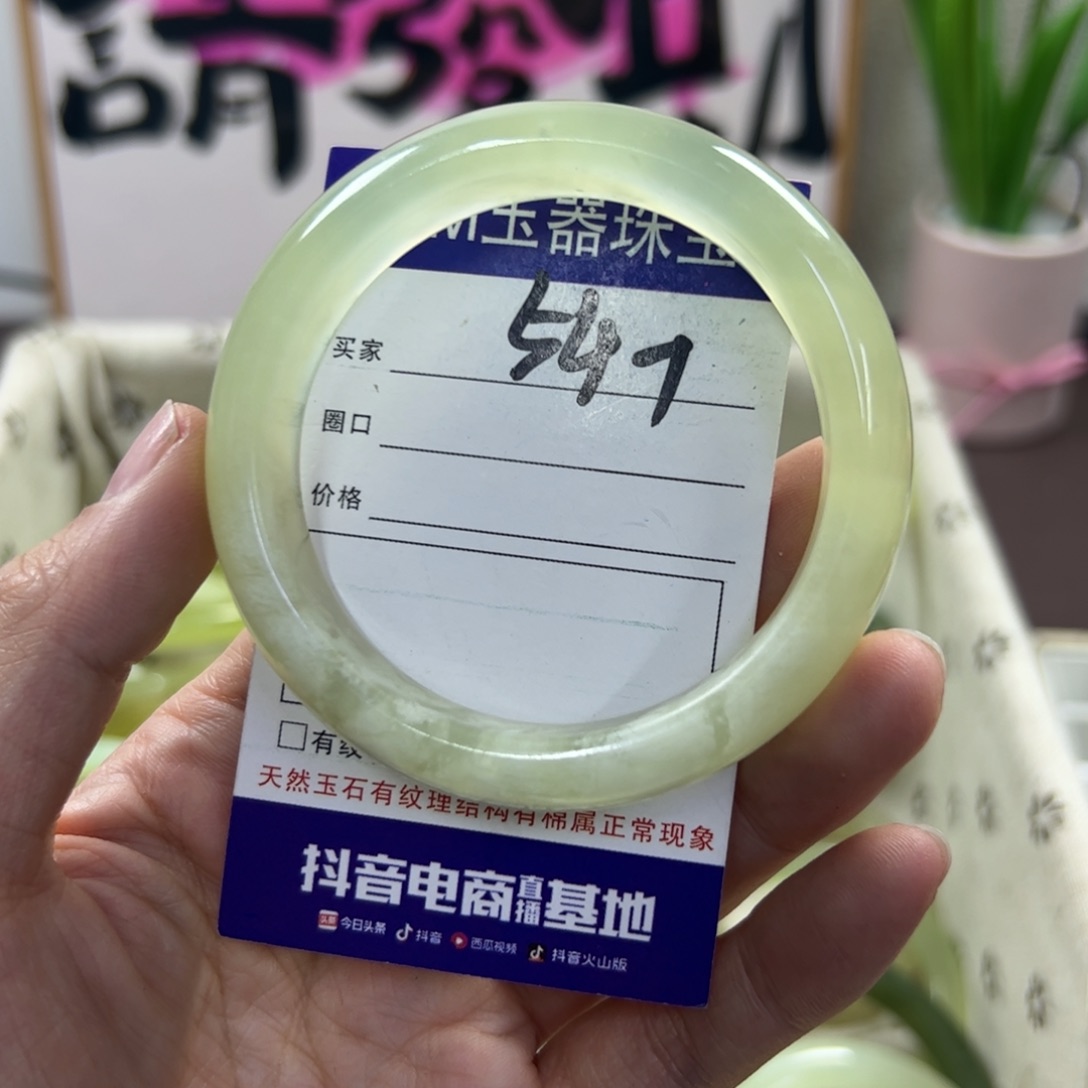 玉器珠宝
547
买家
圈口
价格
有纹
天然玉石有纹理结构有棉属正常现象
抖音电商直播基地
今日头条 抖音 西瓜视频 抖音火山版